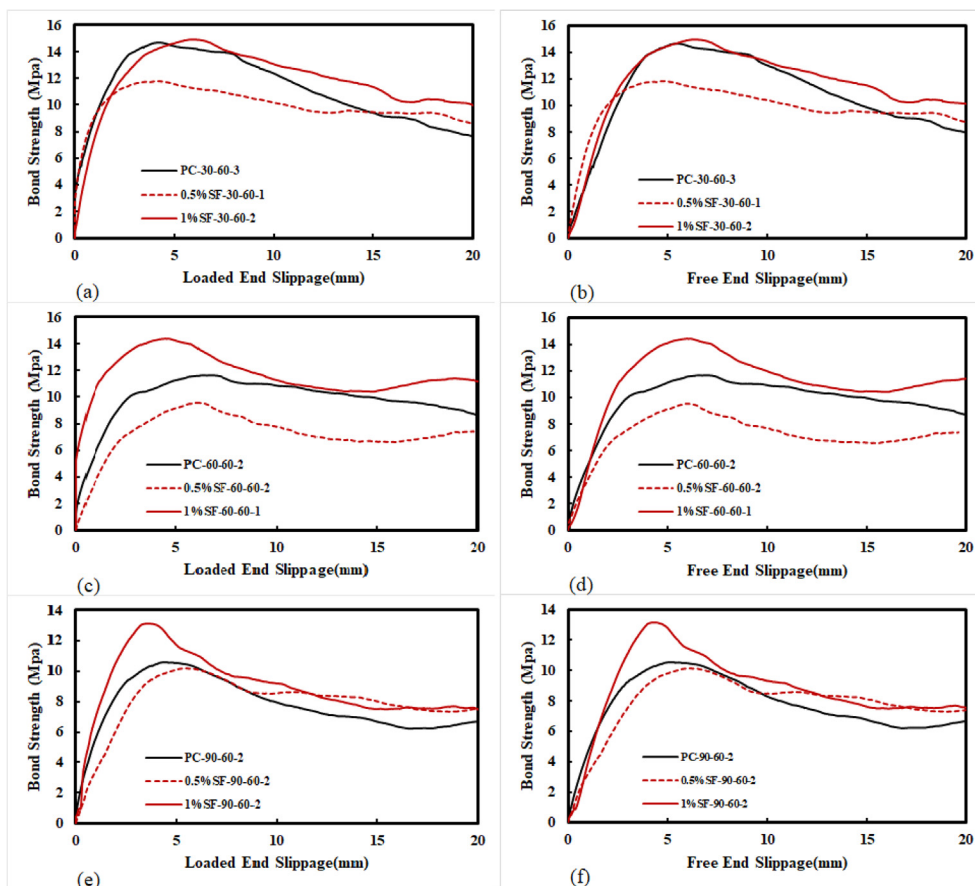 16
14
12
10
8
6
4
2
0
Bond Strength (Mpa)
PC-30-60-3
0.5%SF-30-60-1
1%SF-30-60-2
0 5 10 15 20
Loaded End Slippage(mm)
(a)
16
14
12
10
8
6
4
2
0
Bond Strength (Mpa)
PC-30-60-3
0.5%SF-30-60-1
1%SF-30-60-2
0 5 10 15 20
Free End Slippage(mm)
(b)
16
14
12
10
8
6
4
2
0
Bond Strength (Mpa)
PC-60-60-2
0.5%SF-60-60-2
1%SF-60-60-1
0 5 10 15 20
Loaded End Slippage(mm)
(c)
16
14
12
10
8
6
4
2
0
Bond Strength (Mpa)
PC-60-60-2
0.5%SF-60-60-2
1%SF-60-60-1
0 5 10 15 20
Free End Slippage(mm)
(d)
14
12
10
8
6
4
2
0
Bond Strength (Mpa)
PC-90-60-2
0.5%SF-90-60-2
1%SF-90-60-2
0 5 10 15 20
Loaded End Slippage(mm)
(e)
14
12
10
8
6
4
2
0
Bond Strength (Mpa)
PC-90-60-2
0.5%SF-90-60-2
1%SF-90-60-2
0 5 10 15 20
Free End Slippage(mm)
(f)